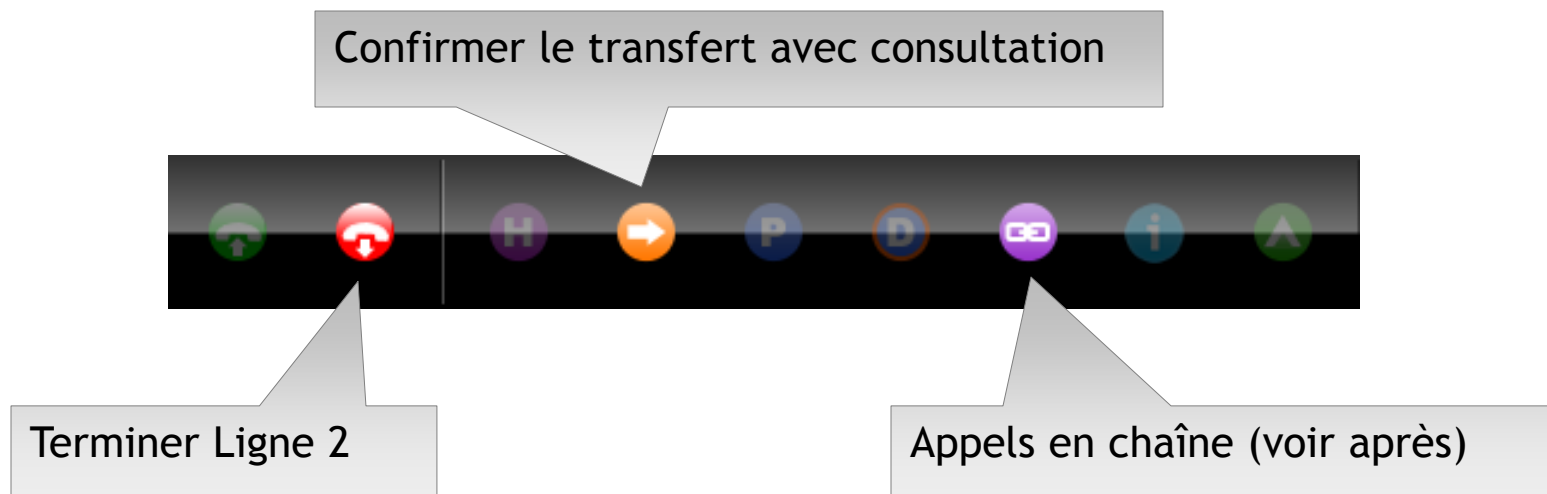 Confirmer le transfert avec consultation
H P D i
Terminer Ligne 2
Appels en chaîne (voir après)